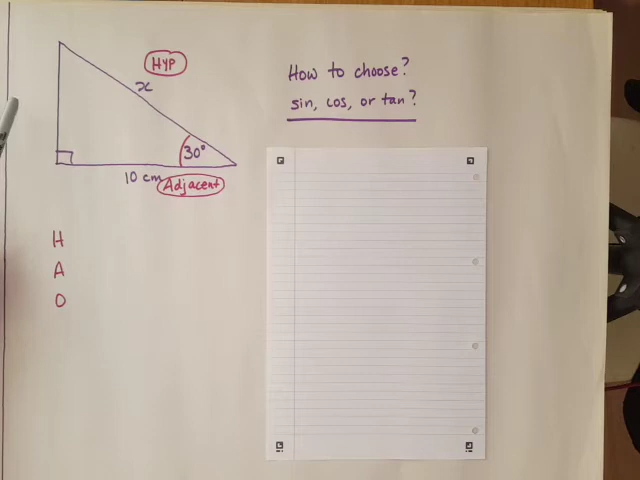 HYP
How to choose?
x
sin, cos, or tan?
30°
10 cm
Adjacent
H
A
O